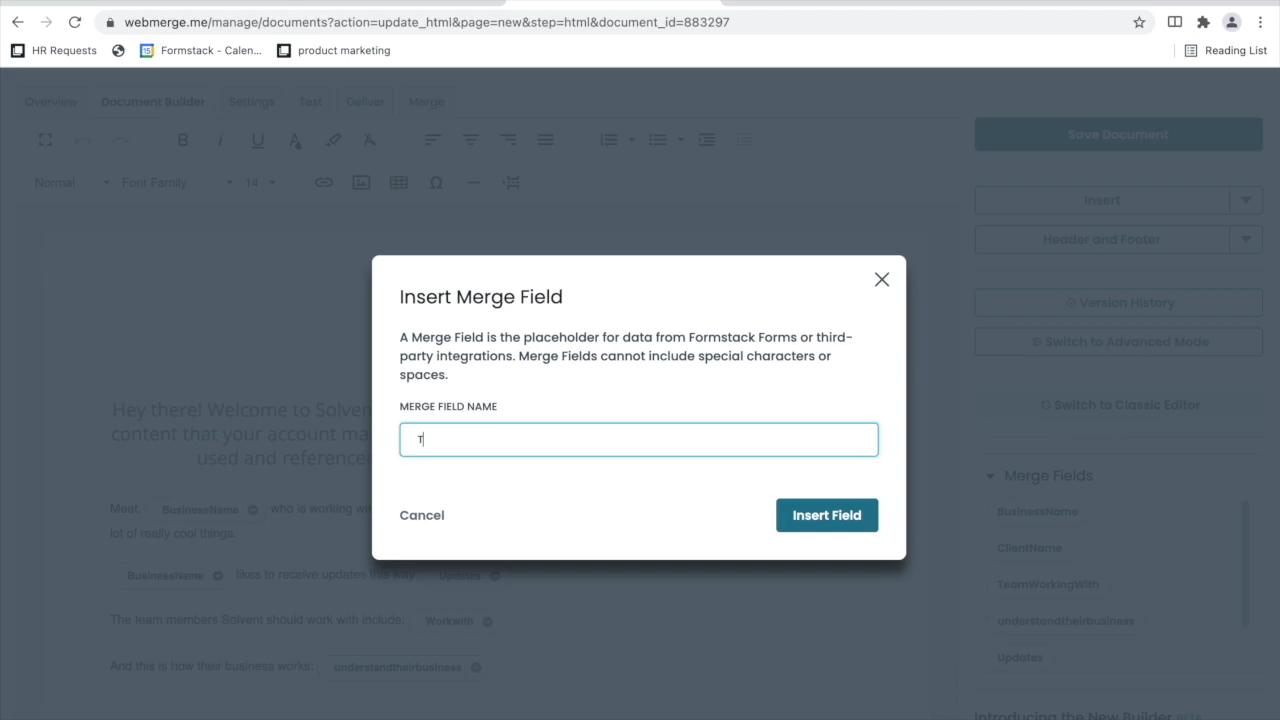 webmerge.me/manage/documents?action=update_html&page=new&step=html&document_id=883297
HR Requests
15
Formstack - Calen...
product marketing
Reading List
Overview
Document Builder
Settings
Test
Deliver
Merge
Save Document
B i U A
Normal
Font Family
14
Ω
Insert
Header and Footer
Version History
Switch to Advanced Mode
Switch to Classic Editor
Insert Merge Field
A Merge Field is the placeholder for data from Formstack Forms or third-
party integrations. Merge Fields cannot include special characters or
spaces.
MERGE FIELD NAME
T
Cancel
Insert Field
Hey there! Welcome to Solven
content that your account ma
used and reference
Meet, BusinessName who is working wi
lot of really cool things.
BusinessName likes to receive updates this way Updates
The team members Solvent should work with include: Workwith
And this is how their business works: understandtheirbusiness
Merge Fields
BusinessName
ClientName
TeamWorkingWith
understandtheirbusiness
Updates
Introducing the New Builder BETA